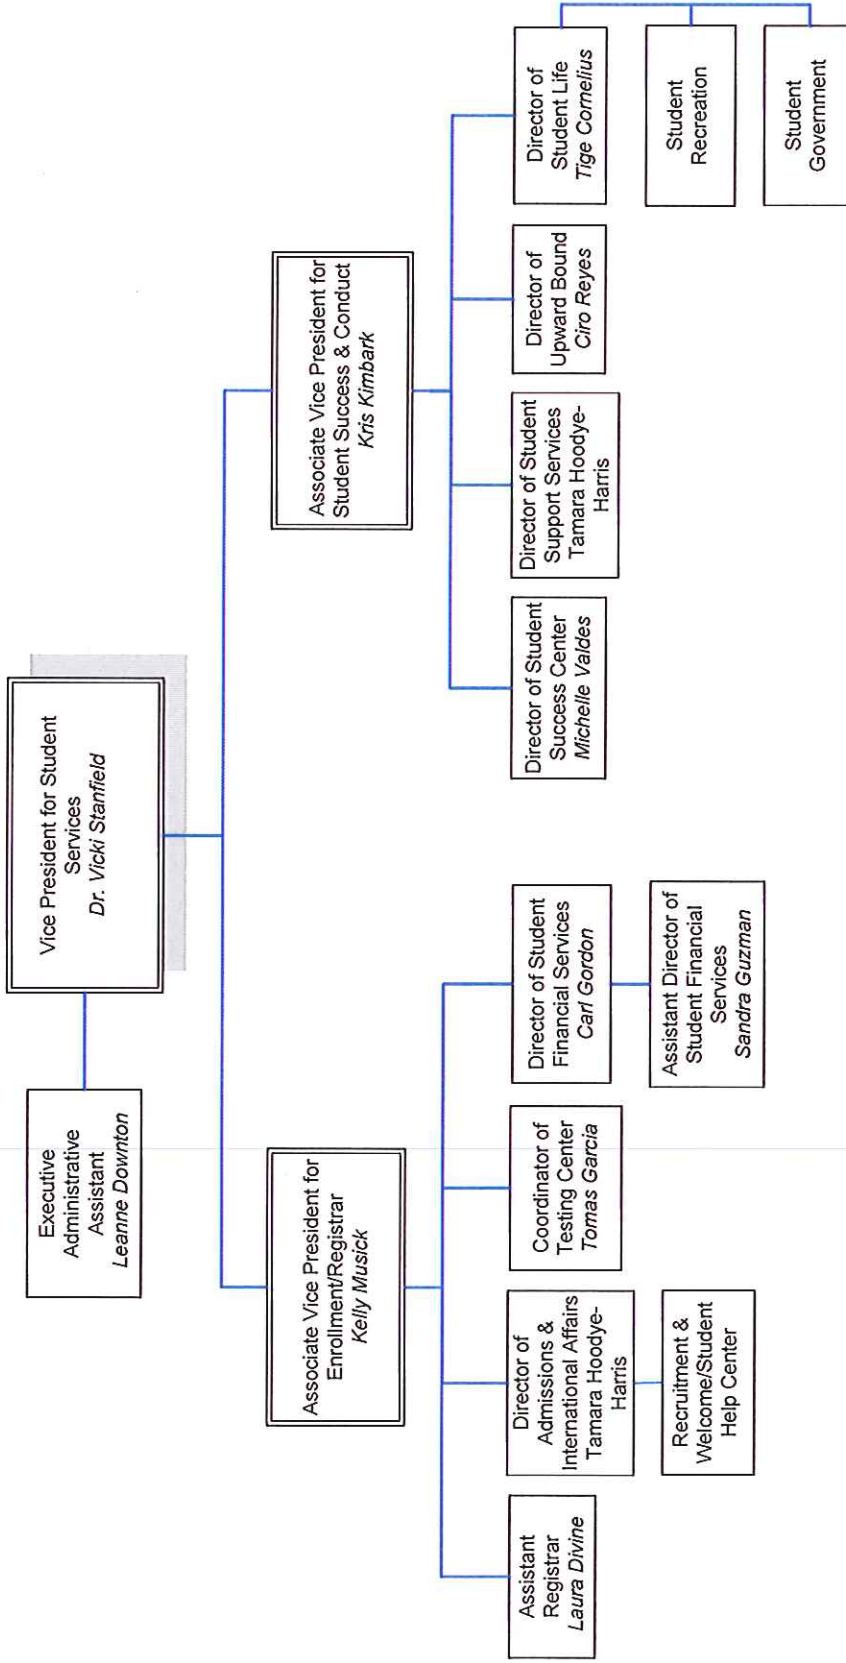 Vice President for Student
Services
Dr. Vicki Stanfield
Executive
Administrative
Assistant
Leanne Downton
Associate Vice President for
Enrollment/Registrar
Kelly Musick
Associate Vice President for
Student Success & Conduct
Kris Kimbark
Assistant
Registrar
Laura Divine
Director of
Admissions &
International Affairs
Tamara Hoodye-
Harris
Coordinator of
Testing Center
Tomas Garcia
Director of Student
Financial Services
Carl Gordon
Director of Student
Success Center
Michelle Valdes
Director of Student
Support Services
Tamara Hoodye-
Harris
Director of
Upward Bound
Ciro Reyes
Director of
Student Life
Tige Cornelius
Recruitment &
Welcome/Student
Help Center
Assistant Director of
Student Financial
Services
Sandra Guzman
Student
Recreation
Student
Government